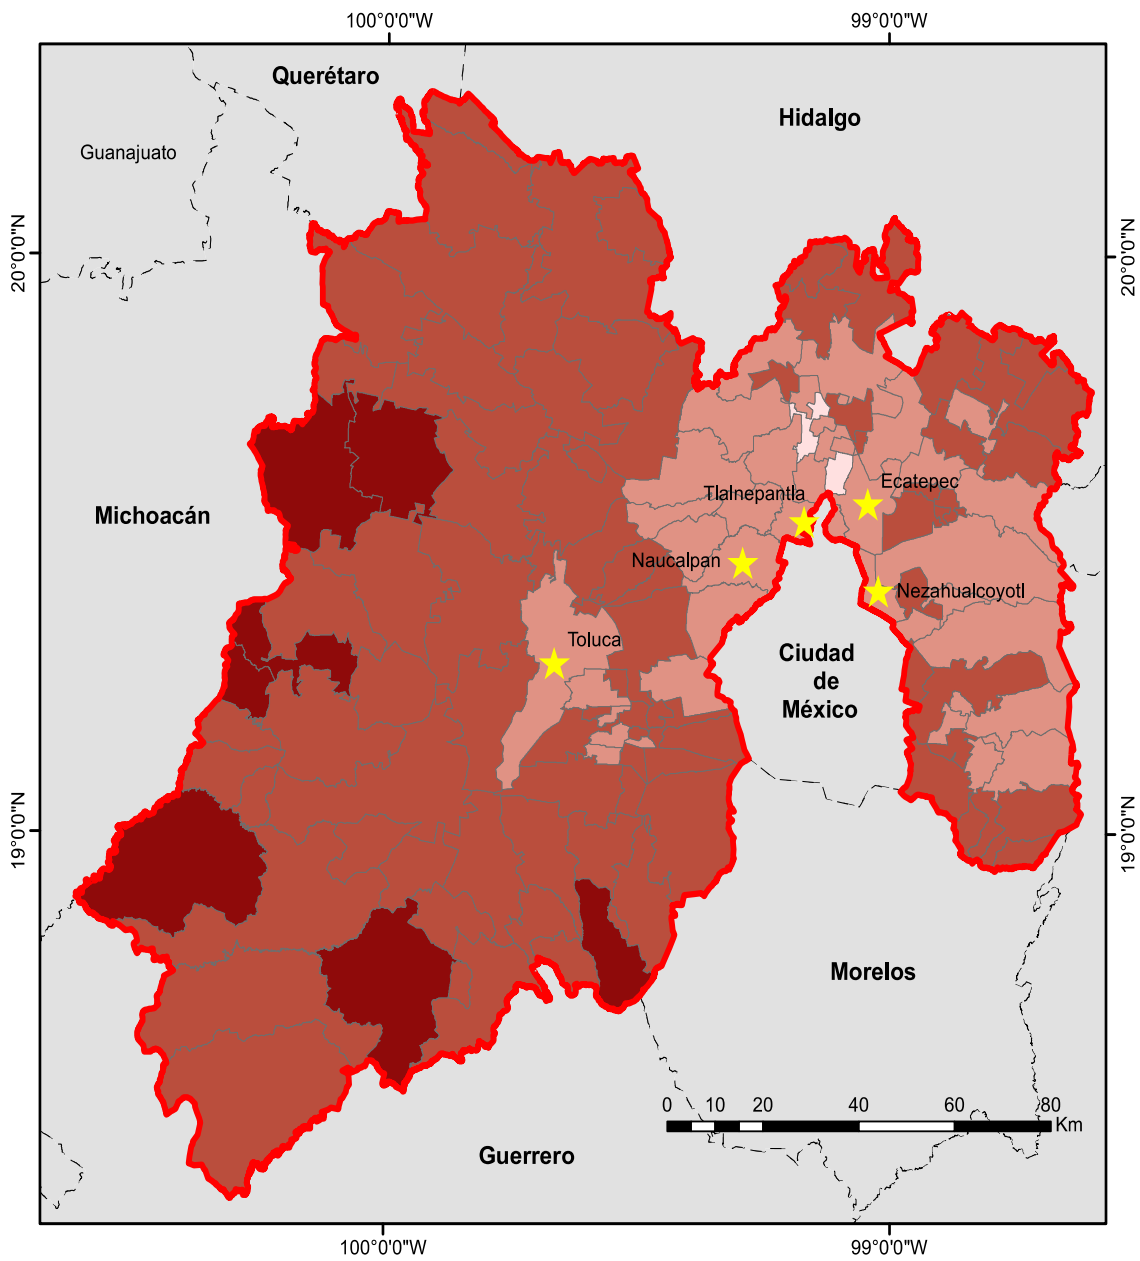 100°0'0"W
99°0'0"W
Querétaro
Hidalgo
Guanajuato
20°0'0"N
20°0'0"N
Michoacán
Tlalnepantla
Ecatepec
Naucalpan
Nezahualcoyotl
Toluca
Ciudad
de
México
19°0'0"N
19°0'0"N
Morelos
0 10 20 40 60 80
Km
Guerrero
100°0'0"W
99°0'0"W